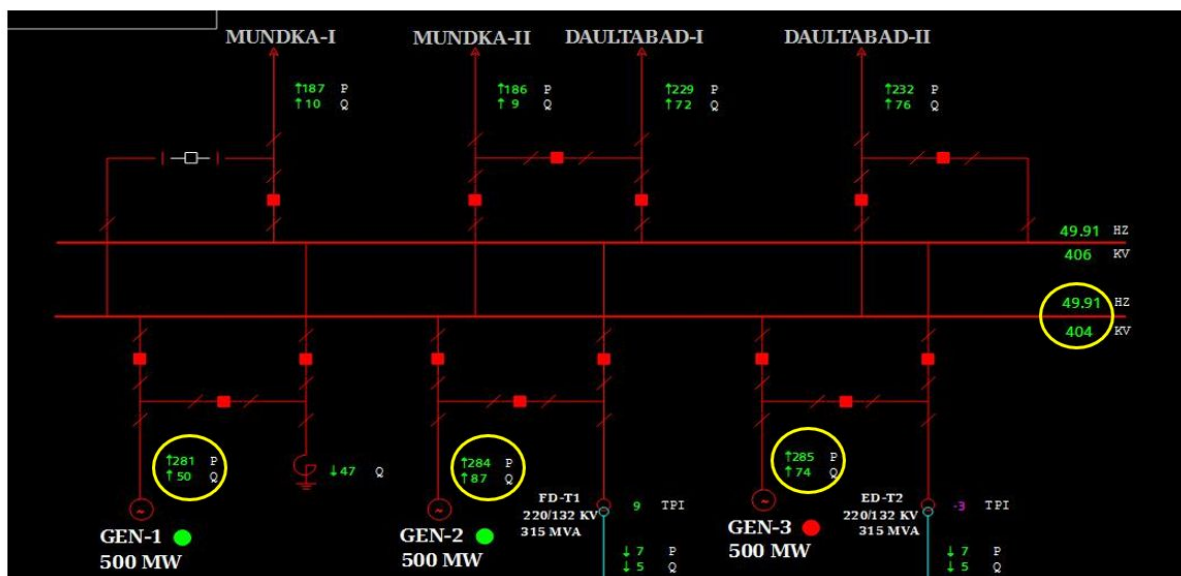 MUNDKA-I
MUNDKA-II
DAULTABAD-I
DAULTABAD-II
↑187 P
↑10 Q
↑186 P
↑9 Q
↑229 P
↑72 Q
↑232 P
↑76 Q
49.91 HZ
406 KV
49.91 HZ
404 KV
↑281 P
↑50 Q
↓47 Q
↑284 P
↑87 Q
↑285 P
↑74 Q
GEN-1
500 MW
GEN-2
500 MW
FD-T1
220/132 KV
315 MVA
9 TPI
↓7 P
↓5 Q
GEN-3
500 MW
ED-T2
220/132 KV
315 MVA
-3 TPI
↓7 P
↓5 Q